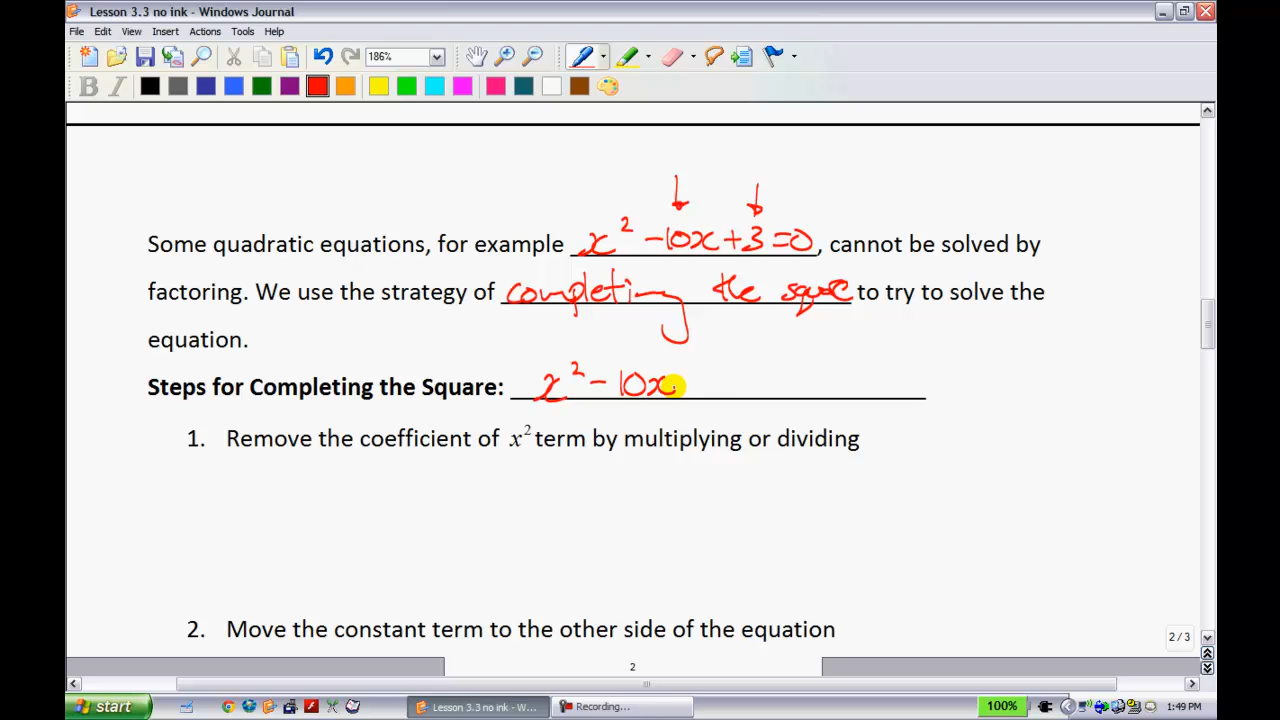 Lesson 3.3 no ink - Windows Journal
File Edit View Insert Actions Tools Help
186%
B I
Some quadratic equations, for example x² -10x+3=0, cannot be solved by
factoring. We use the strategy of completing the square to try to solve the
equation.
Steps for Completing the Square: x² - 10x
1. Remove the coefficient of x² term by multiplying or dividing
2. Move the constant term to the other side of the equation
2/3
2
start Lesson 3.3 no ink - W... Recording... 100% 1:49 PM